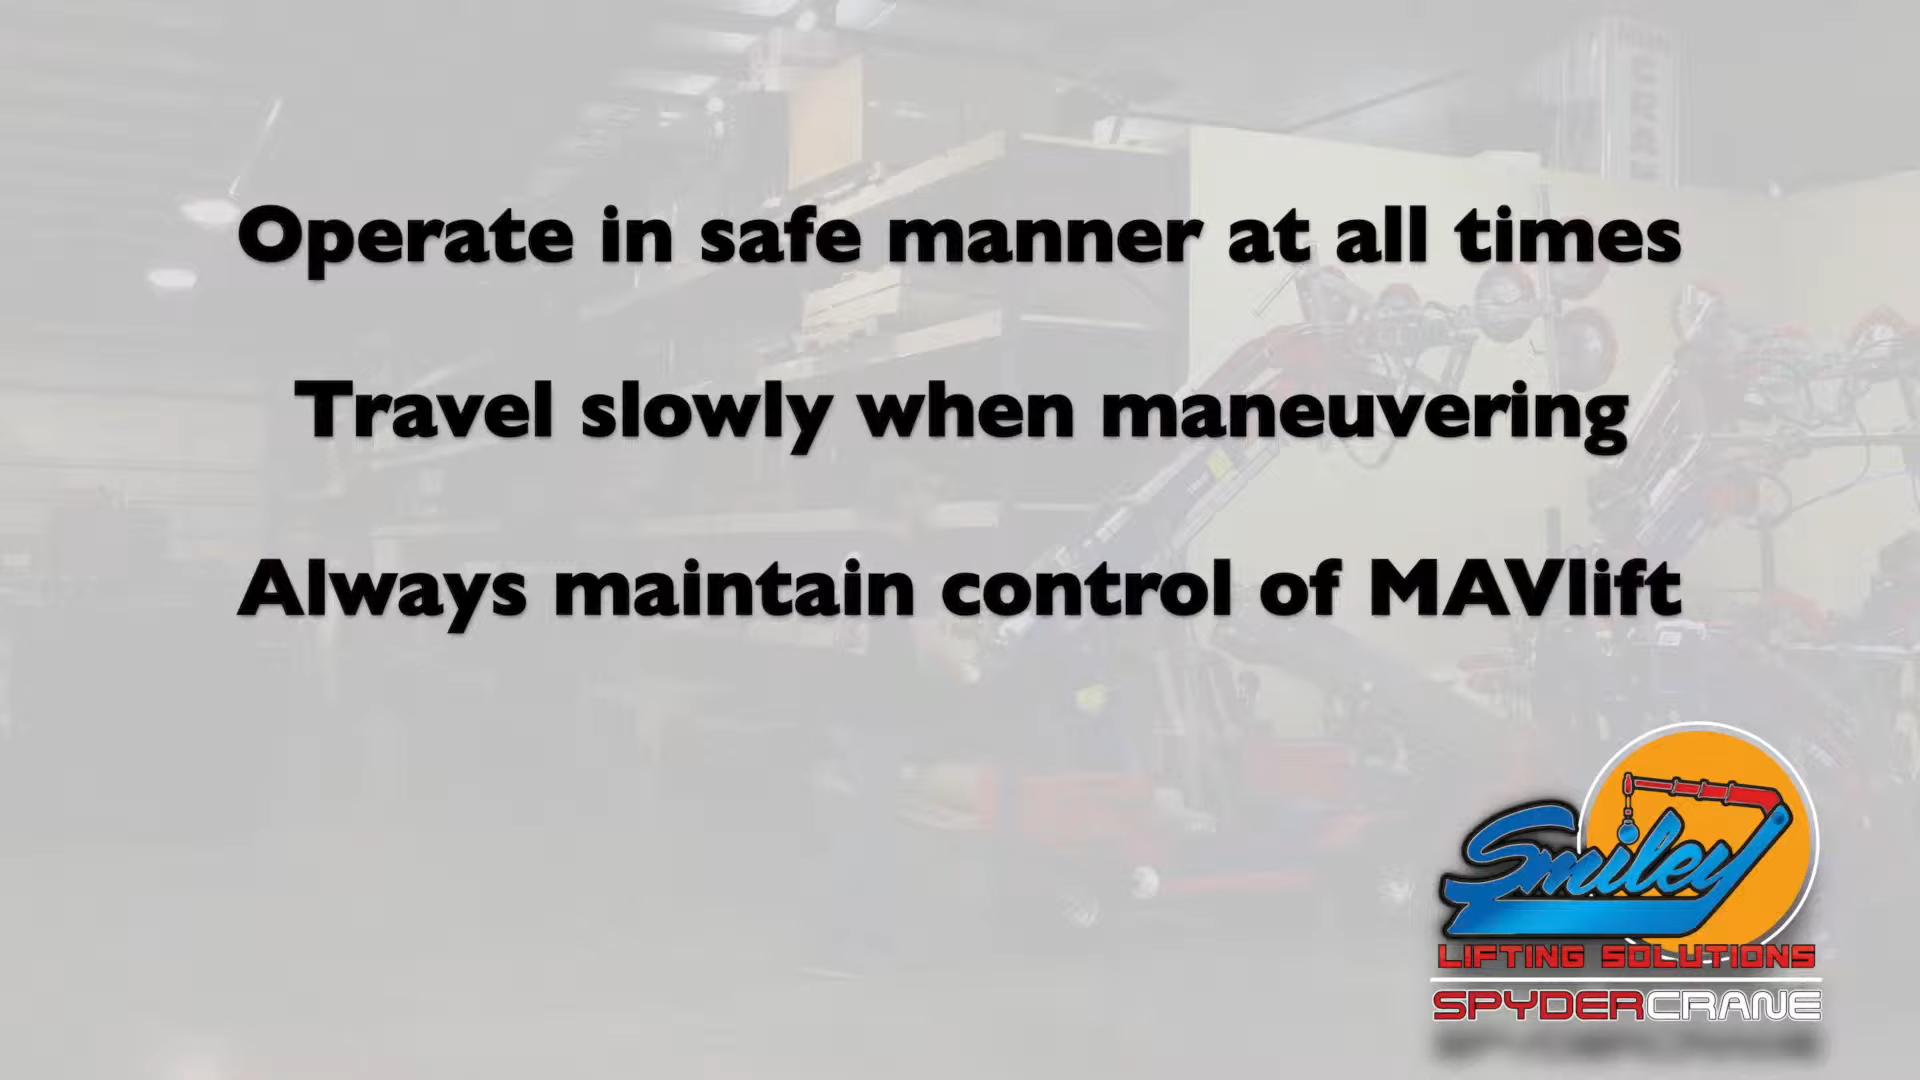 Operate in safe manner at all times
Travel slowly when maneuvering
Always maintain control of MAVlift
Smiley
LIFTING SOLUTIONS
SPYDERCRANE